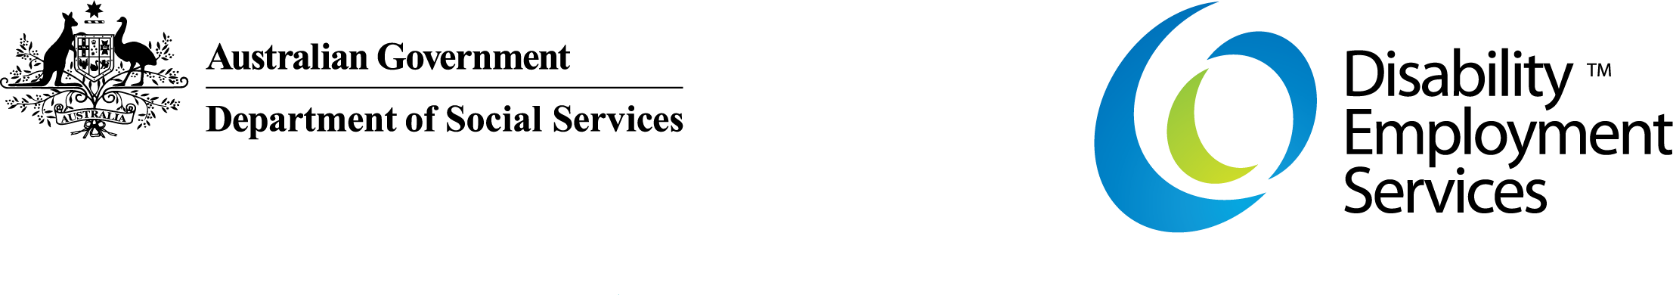 AUSTRALIA
Australian Government
Department of Social Services
Disability ™
Employment
Services